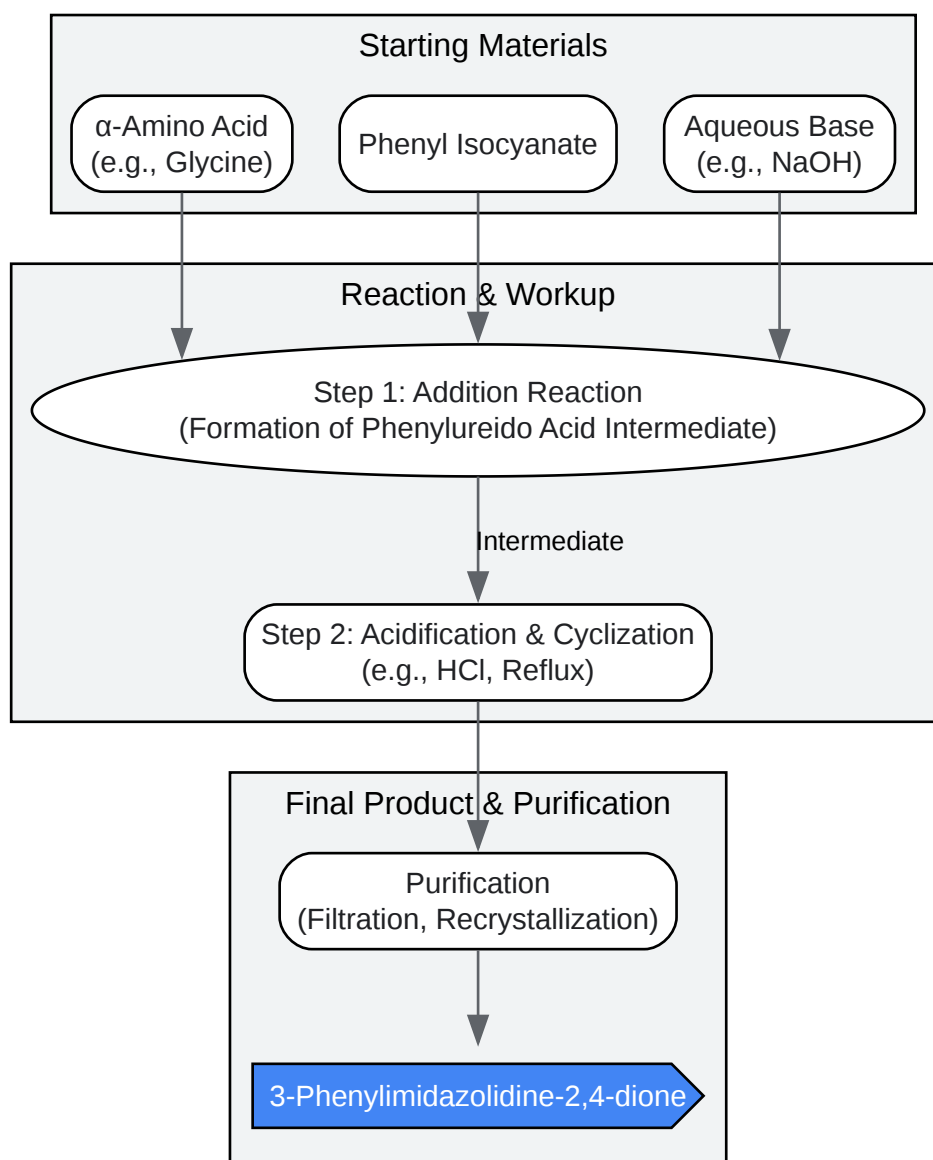 Starting Materials
α-Amino Acid
(e.g., Glycine)
Phenyl Isocyanate
Aqueous Base
(e.g., NaOH)
Reaction & Workup
Step 1: Addition Reaction
(Formation of Phenylureido Acid Intermediate)
Intermediate
Step 2: Acidification & Cyclization
(e.g., HCl, Reflux)
Final Product & Purification
Purification
(Filtration, Recrystallization)
3-Phenylimidazolidine-2,4-dione